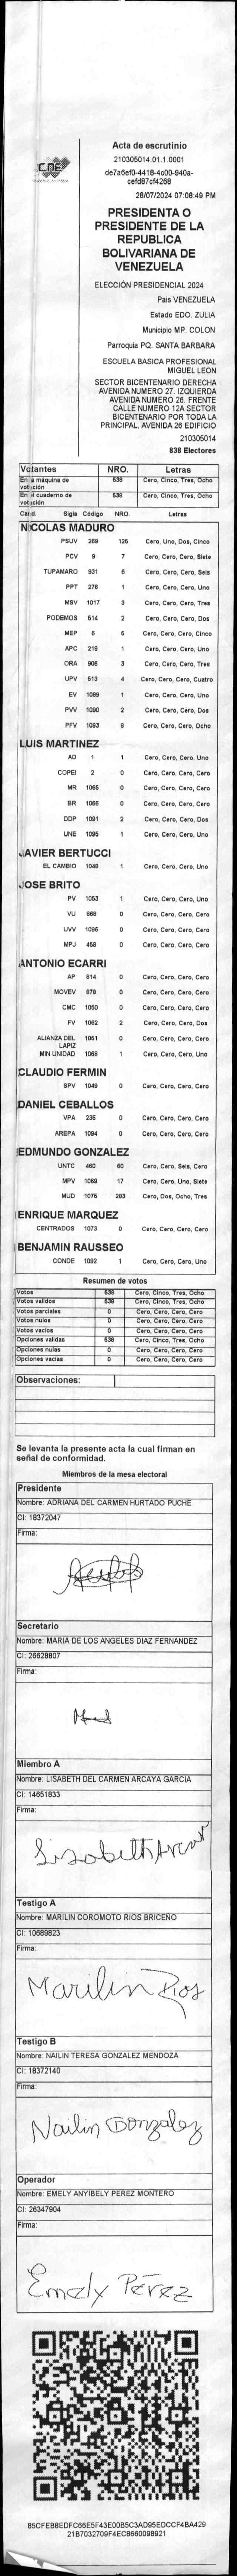 CNE
Acta de escrutinio
210305014.01.1.0001
de7a6ef0-4418-4c00-940a-
cefd87cf4268
28/07/2024 07:08:49 PM
PRESIDENTA O
PRESIDENTE DE LA
REPUBLICA
BOLIVARIANA DE
VENEZUELA
ELECCIÓN PRESIDENCIAL 2024
Pais VENEZUELA
Estado EDO. ZULIA
Municipio MP. COLON
Parroquia PQ. SANTA BARBARA
ESCUELA BASICA PROFESIONAL
MIGUEL LEON
SECTOR BICENTENARIO DERECHA
AVENIDA NUMERO 27. IZQUIERDA
AVENIDA NUMERO 26. FRENTE
CALLE NUMERO 12A SECTOR
BICENTENARIO POR TODA LA
PRINCIPAL, AVENIDA 26 EDIFICIO
210305014
838 Electores
Votantes NRO. Letras
En la máquina de votación 538 Cero, Cinco, Tres, Ocho
En el cuaderno de votación 538 Cero, Cinco, Tres, Ocho
Cand. Sigla Código NRO. Letras
NICOLAS MADURO
PSUV 269 125 Cero, Uno, Dos, Cinco
PCV 9 7 Cero, Cero, Cero, Siete
TUPAMARO 931 6 Cero, Cero, Cero, Seis
PPT 276 1 Cero, Cero, Cero, Uno
MSV 1017 3 Cero, Cero, Cero, Tres
PODEMOS 514 2 Cero, Cero, Cero, Dos
MEP 6 5 Cero, Cero, Cero, Cinco
APC 219 1 Cero, Cero, Cero, Uno
ORA 906 3 Cero, Cero, Cero, Tres
UPV 513 4 Cero, Cero, Cero, Cuatro
EV 1089 1 Cero, Cero, Cero, Uno
PVV 1090 2 Cero, Cero, Cero, Dos
PFV 1093 8 Cero, Cero, Cero, Ocho
LUIS MARTINEZ
AD 1 1 Cero, Cero, Cero, Uno
COPEI 2 0 Cero, Cero, Cero, Cero
MR 1065 0 Cero, Cero, Cero, Cero
BR 1066 0 Cero, Cero, Cero, Cero
DDP 1091 2 Cero, Cero, Cero, Dos
UNE 1095 1 Cero, Cero, Cero, Uno
JAVIER BERTUCCI
EL CAMBIO 1048 1 Cero, Cero, Cero, Uno
JOSE BRITO
PV 1053 1 Cero, Cero, Cero, Uno
VU 868 0 Cero, Cero, Cero, Cero
UVV 1096 0 Cero, Cero, Cero, Cero
MPJ 458 0 Cero, Cero, Cero, Cero
ANTONIO ECARRI
AP 814 0 Cero, Cero, Cero, Cero
MOVEV 978 0 Cero, Cero, Cero, Cero
CMC 1050 0 Cero, Cero, Cero, Cero
FV 1062 2 Cero, Cero, Cero, Dos
ALIANZA DEL LAPIZ 1061 0 Cero, Cero, Cero, Cero
MIN UNIDAD 1088 1 Cero, Cero, Cero, Uno
CLAUDIO FERMIN
SPV 1049 0 Cero, Cero, Cero, Cero
DANIEL CEBALLOS
VPA 236 0 Cero, Cero, Cero, Cero
AREPA 1094 0 Cero, Cero, Cero, Cero
EDMUNDO GONZALEZ
UNTC 460 60 Cero, Cero, Seis, Cero
MPV 1069 17 Cero, Cero, Uno, Siete
MUD 1075 283 Cero, Dos, Ocho, Tres
ENRIQUE MARQUEZ
CENTRADOS 1073 0 Cero, Cero, Cero, Cero
BENJAMIN RAUSSEO
CONDE 1092 1 Cero, Cero, Cero, Uno
Resumen de votos
Votos 538 Cero, Cinco, Tres, Ocho
Votos validos 538 Cero, Cinco, Tres, Ocho
Votos parciales 0 Cero, Cero, Cero, Cero
Votos nulos 0 Cero, Cero, Cero, Cero
Votos vacios 0 Cero, Cero, Cero, Cero
Opciones validas 538 Cero, Cinco, Tres, Ocho
Opciones nulas 0 Cero, Cero, Cero, Cero
Opciones vacias 0 Cero, Cero, Cero, Cero
Observaciones:
Se levanta la presente acta la cual firman en
señal de conformidad.
Miembros de la mesa electoral
Presidente
Nombre: ADRIANA DEL CARMEN HURTADO PUCHE
CI: 18372047
Firma:
Secretario
Nombre: MARIA DE LOS ANGELES DIAZ FERNANDEZ
CI: 26628807
Firma:
Miembro A
Nombre: LISABETH DEL CARMEN ARCAYA GARCIA
CI: 14651833
Firma:
Testigo A
Nombre: MARILIN COROMOTO RIOS BRICEÑO
CI: 10689823
Firma:
Marilin Rios
Testigo B
Nombre: NAILIN TERESA GONZALEZ MENDOZA
CI: 18372140
Firma:
Nailin Gonzalez
Operador
Nombre: EMELY ANYIBELY PEREZ MONTERO
CI: 26347904
Firma:
Emely Pérez
85CFEB8EDFC66E5F43E00B5C3AD95EDCCF4BA429
21B7032709F4EC8660098921